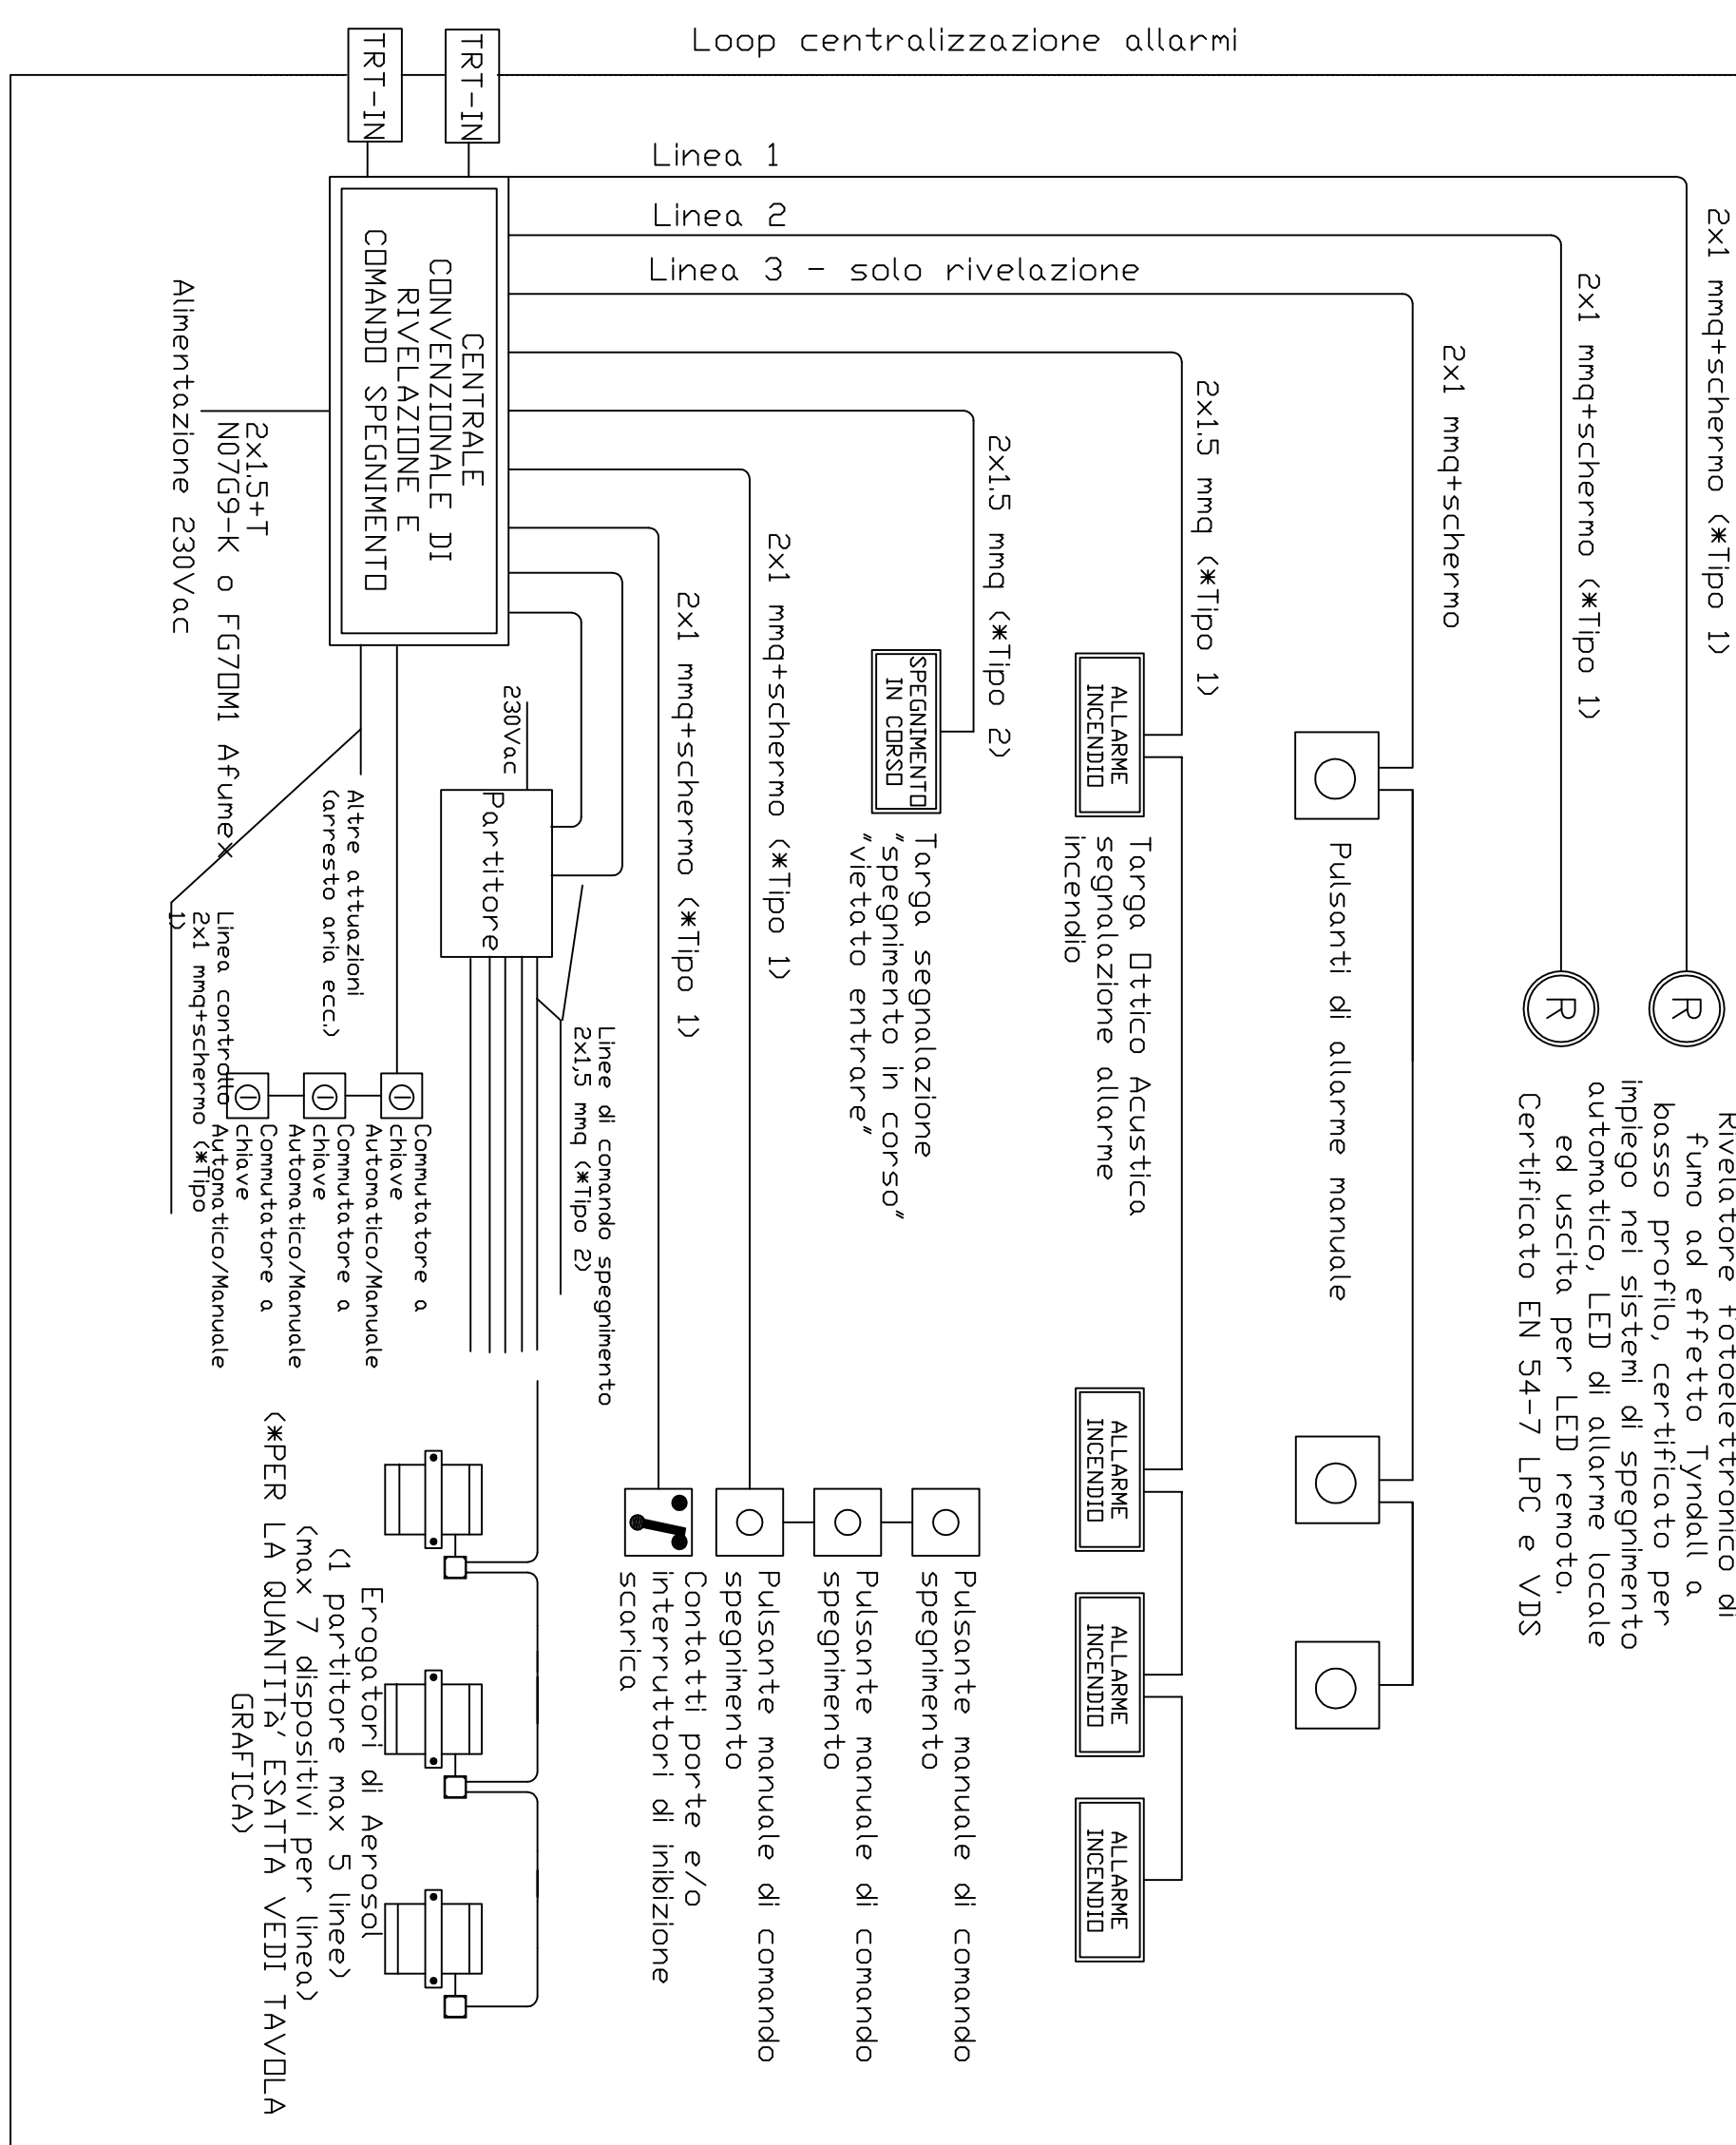 Loop centralizzazione allarmi
TRT-IN
TRT-IN
Linea 1
Linea 2
Linea 3 - solo rivelazione
2x1 mmq+schermo (*Tipo 1)
2x1 mmq+schermo (*Tipo 1)
2x1 mmq+schermo
2x1,5 mmq (*Tipo 1)
2x1,5 mmq (*Tipo 2)
2x1 mmq+schermo (*Tipo 1)
2x1 mmq+schermo (*Tipo 1)
CENTRALE
CONVENZIONALE DI
RIVELAZIONE E
COMANDO SPEGNIMENTO
2x1,5+T
N07G9-K o FG7OM1 Afumex
Alimentazione 230Vac
R
R
Rivelatore fotoelettronico di
fumo ad effetto Tyndall a
basso profilo, certificato per
impiego nei sistemi di spegnimento
automatico, LED di allarme locale
ed uscita per LED remoto.
Certificato EN 54-7 LPC e VDS
Pulsanti di allarme manuale
ALLARME
INCENDIO
Targa Ottico Acustica
segnalazione allarme
incendio
ALLARME
INCENDIO
ALLARME
INCENDIO
ALLARME
INCENDIO
SPEGNIMENTO
IN CORSO
Targa segnalazione
"spegnimento in corso"
"vietato entrare"
Pulsante manuale di comando
spegnimento
Pulsante manuale di comando
spegnimento
Pulsante manuale di comando
spegnimento
Contatti porte e/o
interruttori di inibizione
scarica
230Vac
Partitore
Linee di comando spegnimento
2x1,5 mmq (*Tipo 2)
Altre attuazioni
(arresto aria ecc.)
Linea controllo
2x1 mmq+schermo (*Tipo
1)
Commutatore a
chiave
Automatico/Manuale
Commutatore a
chiave
Automatico/Manuale
Commutatore a
chiave
Automatico/Manuale
Erogatori di Aerosol
(1 partitore max 5 linee)
(max 7 dispositivi per linea)
(*PER LA QUANTITÀ' ESATTA VEDI TAVOLA
GRAFICA)